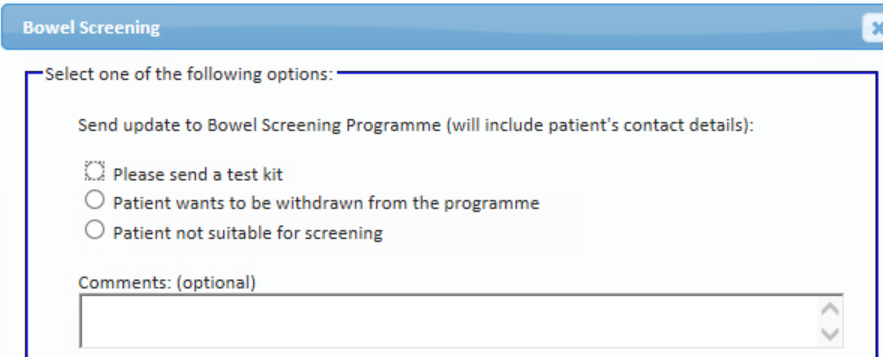 Bowel Screening
Select one of the following options:
Send update to Bowel Screening Programme (will include patient's contact details):
Please send a test kit
Patient wants to be withdrawn from the programme
Patient not suitable for screening
Comments: (optional)